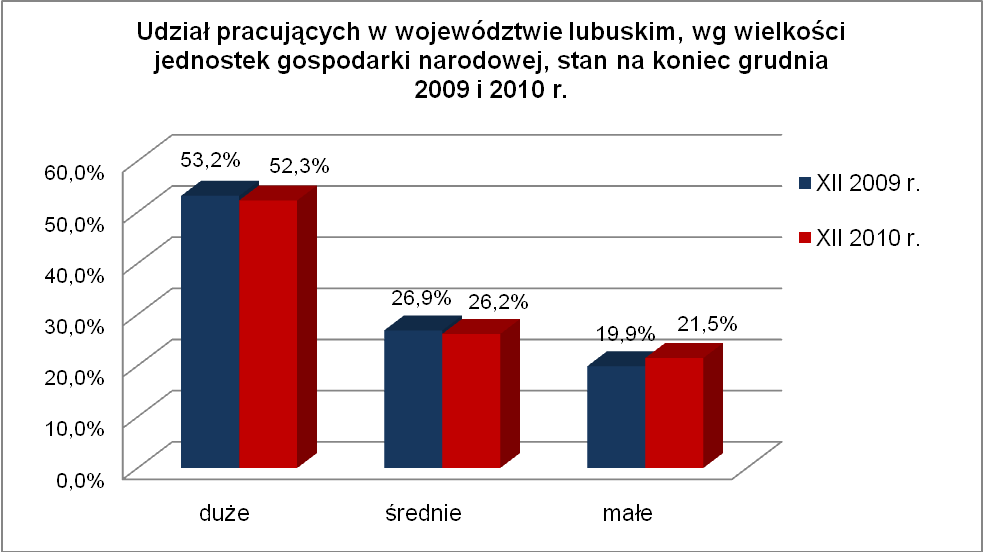 Udział pracujących w województwie lubuskim, wg wielkości
jednostek gospodarki narodowej, stan na koniec grudnia
2009 i 2010 r.
60,0%
50,0%
40,0%
30,0%
20,0%
10,0%
0,0%
53,2%
52,3%
26,9%
26,2%
19,9%
21,5%
duże
średnie
małe
XII 2009 r.
XII 2010 r.